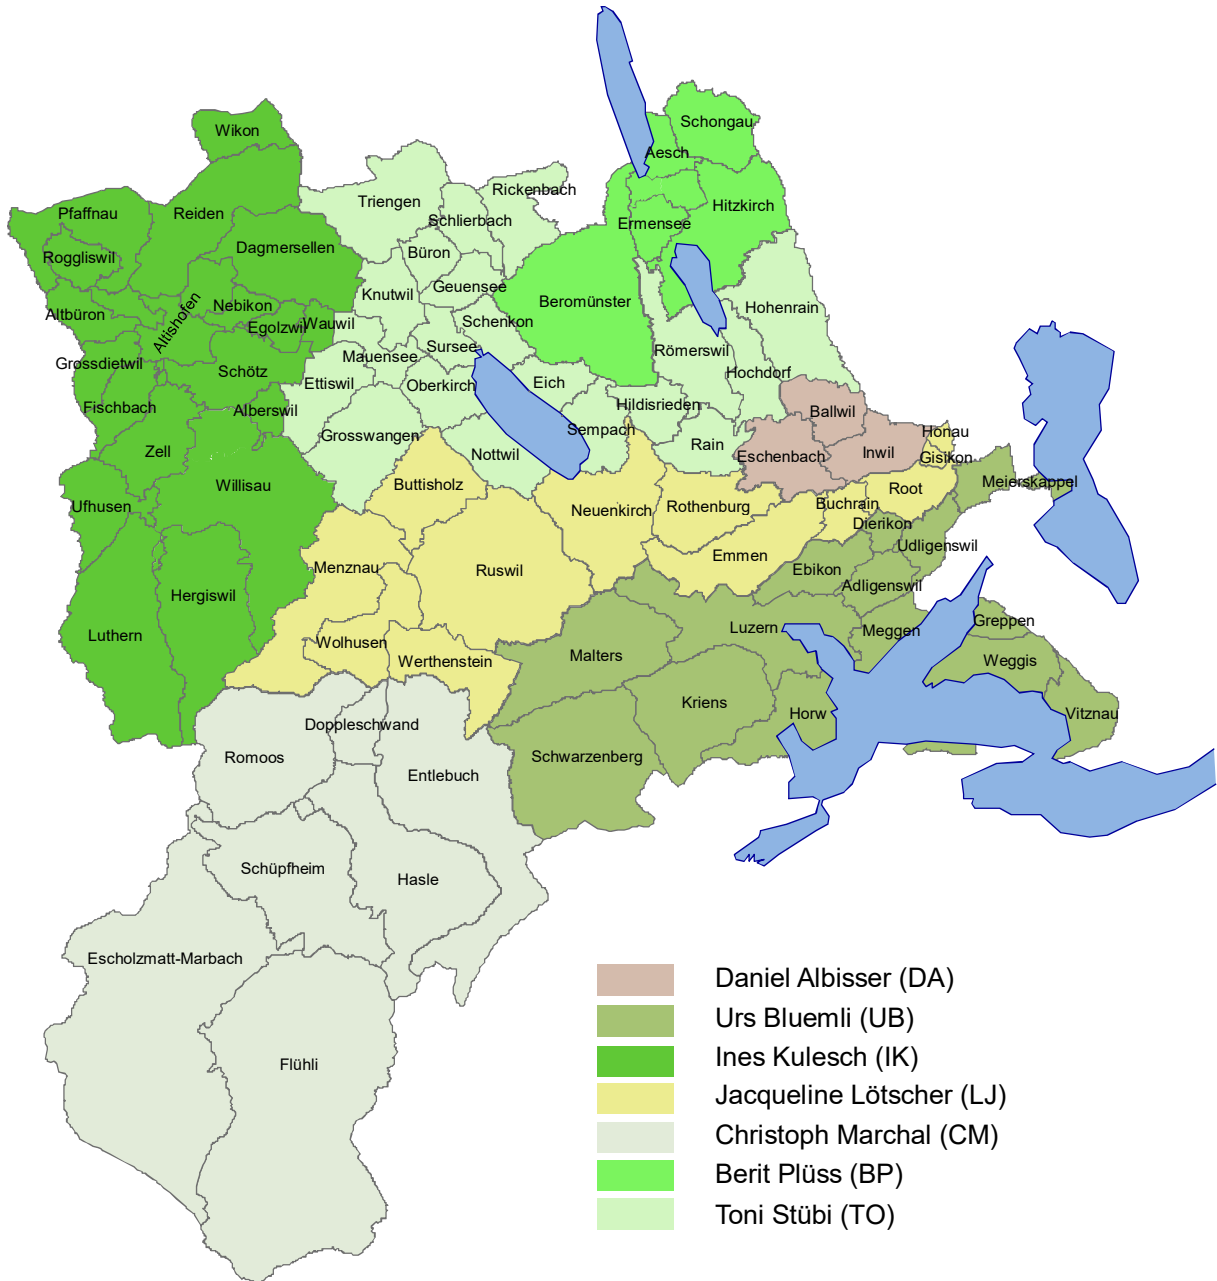 Wikon
Schongau
Aesch
Rickenbach
Triengen
Hitzkirch
Pfaffnau
Reiden
Schlierbach
Ermensee
Dagmersellen
Büron
Roggliswil
Geuensee
Knutwil
Beromünster
Nebikon
Hohenrain
Altbüron
Altishofen
Schenkon
Egolzwil
Wauwil
Sursee
Römerswil
Mauensee
Grossdietwil
Schötz
Hochdorf
Ettiswil
Oberkirch
Eich
Fischbach
Alberswil
Hildisrieden
Ballwil
Sempach
Honau
Grosswangen
Rain
Zell
Nottwil
Eschenbach
Inwil
Gisikon
Meierskappel
Willisau
Buttisholz
Root
Ufhusen
Neuenkirch
Rothenburg
Buchrain
Dierikon
Udligenswil
Emmen
Menznau
Ruswil
Ebikon
Adligenswil
Hergiswil
Greppen
Luthern
Luzern
Meggen
Wolhusen
Malters
Werthenstein
Weggis
Kriens
Horw
Vitznau
Doppleschwand
Romoos
Schwarzenberg
Entlebuch
Schüpfheim
Hasle
Escholzmatt-Marbach
Flühli
Daniel Albisser (DA)
Urs Bluemli (UB)
Ines Kulesch (IK)
Jacqueline Lötscher (LJ)
Christoph Marchal (CM)
Berit Plüss (BP)
Toni Stübi (TO)